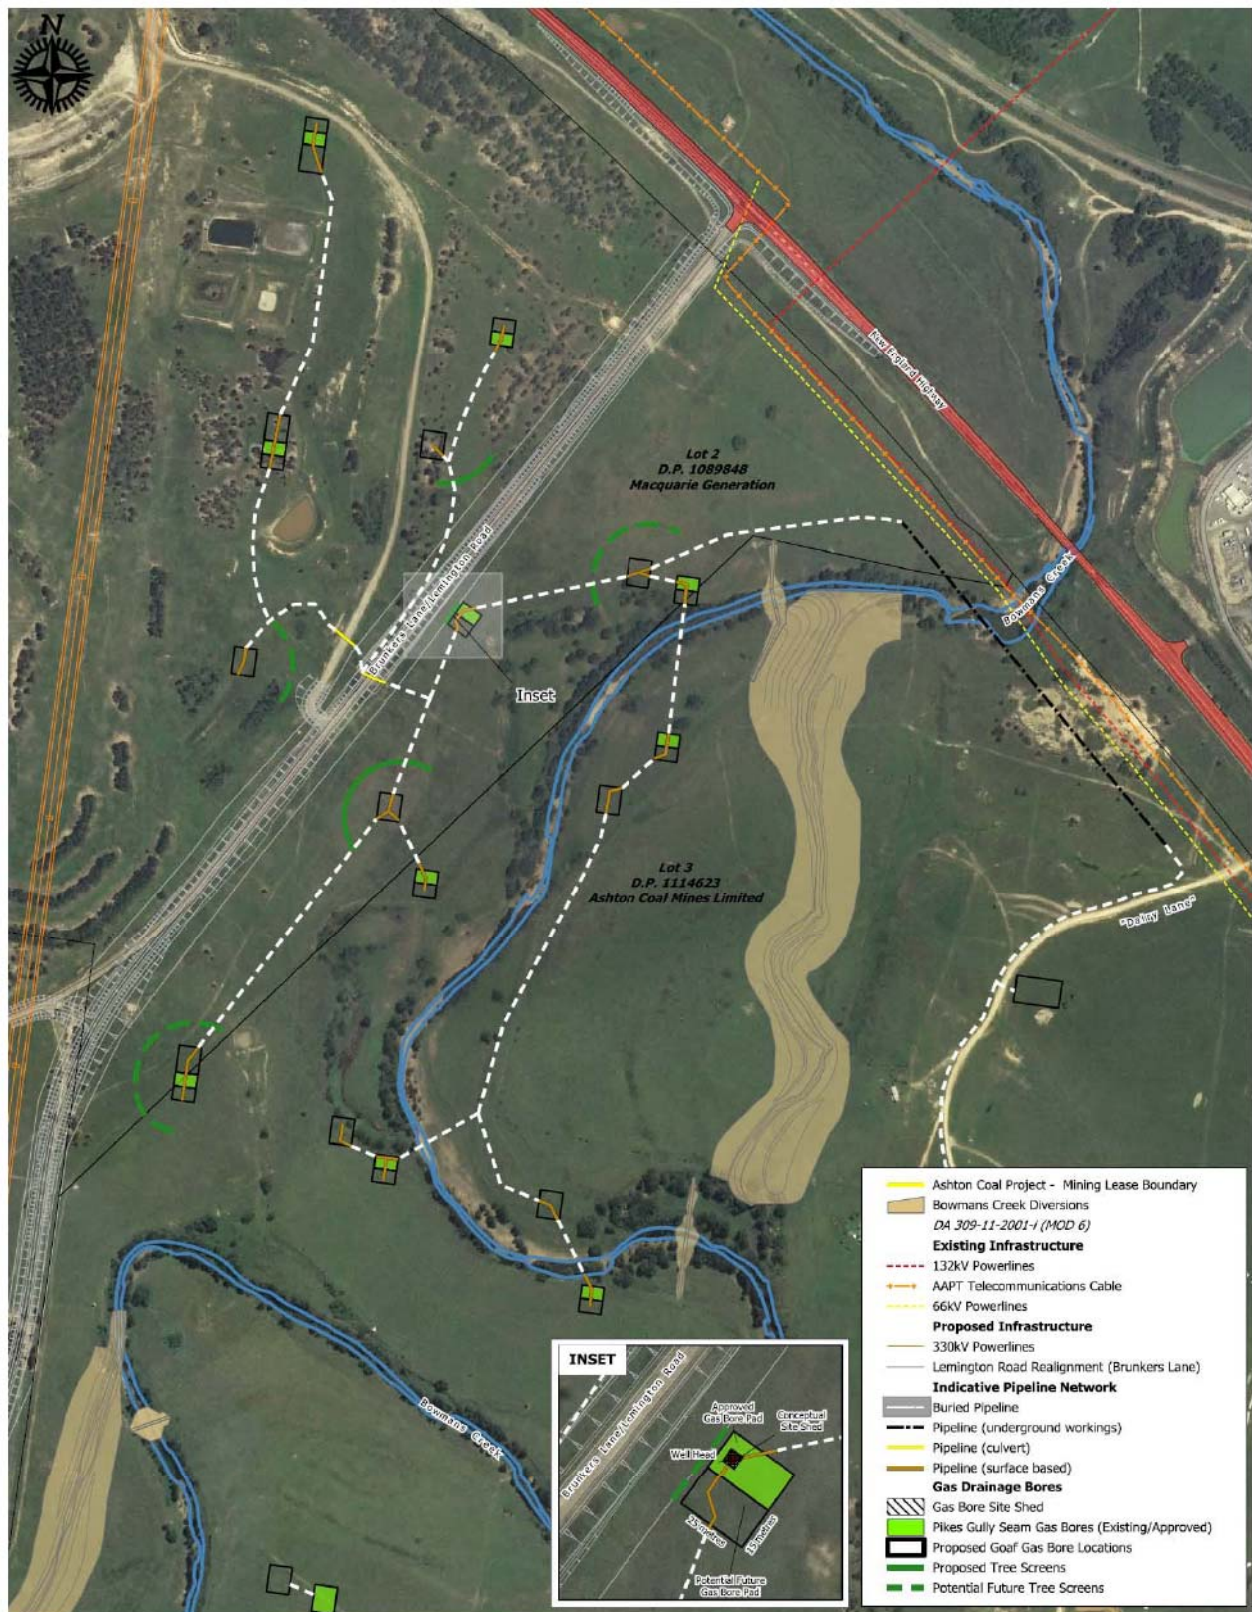 N
New England Highway
Lot 2
D.P. 1089848
Macquarie Generation
Brunkers Lane/Lemington Road
Bowmans Creek
Inset
Lot 3
D.P. 1114623
Ashton Coal Mines Limited
"Dairy Lane"
Bowmans Creek
INSET
Brunkers Lane/Lemington Road
Approved
Gas Bore Pad
Conceptual
Site Shed
Well Head
25 metres
15 metres
Potential Future
Gas Bore Pad
Ashton Coal Project - Mining Lease Boundary
Bowmans Creek Diversions
DA 309-11-2001-i (MOD 6)
Existing Infrastructure
132kV Powerlines
AAPT Telecommunications Cable
66kV Powerlines
Proposed Infrastructure
330kV Powerlines
Lemington Road Realignment (Brunkers Lane)
Indicative Pipeline Network
Buried Pipeline
Pipeline (underground workings)
Pipeline (culvert)
Pipeline (surface based)
Gas Drainage Bores
Gas Bore Site Shed
Pikes Gully Seam Gas Bores (Existing/Approved)
Proposed Goaf Gas Bore Locations
Proposed Tree Screens
Potential Future Tree Screens